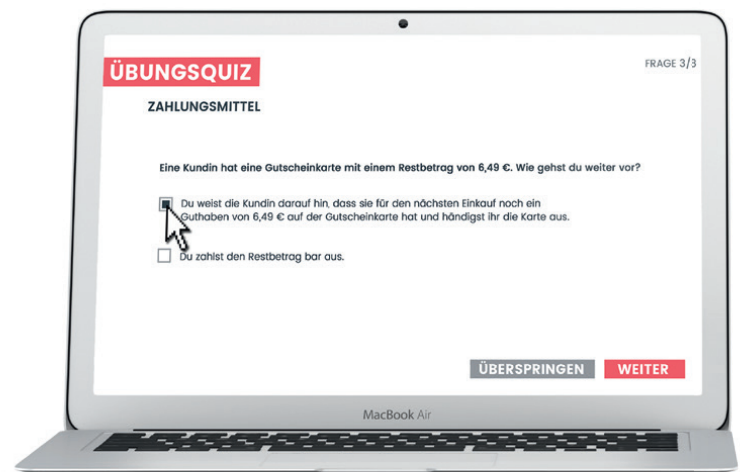 ÜBUNGSQUIZ
FRAGE 3/3
ZAHLUNGSMITTEL
Eine Kundin hat eine Gutscheinkarte mit einem Restbetrag von 6,49 €. Wie gehst du weiter vor?
Du weist die Kundin darauf hin, dass sie für den nächsten Einkauf noch ein
Guthaben von 6,49 € auf der Gutscheinkarte hat und händigst ihr die Karte aus.
Du zahlst den Restbetrag bar aus.
ÜBERSPRINGEN
WEITER
MacBook Air